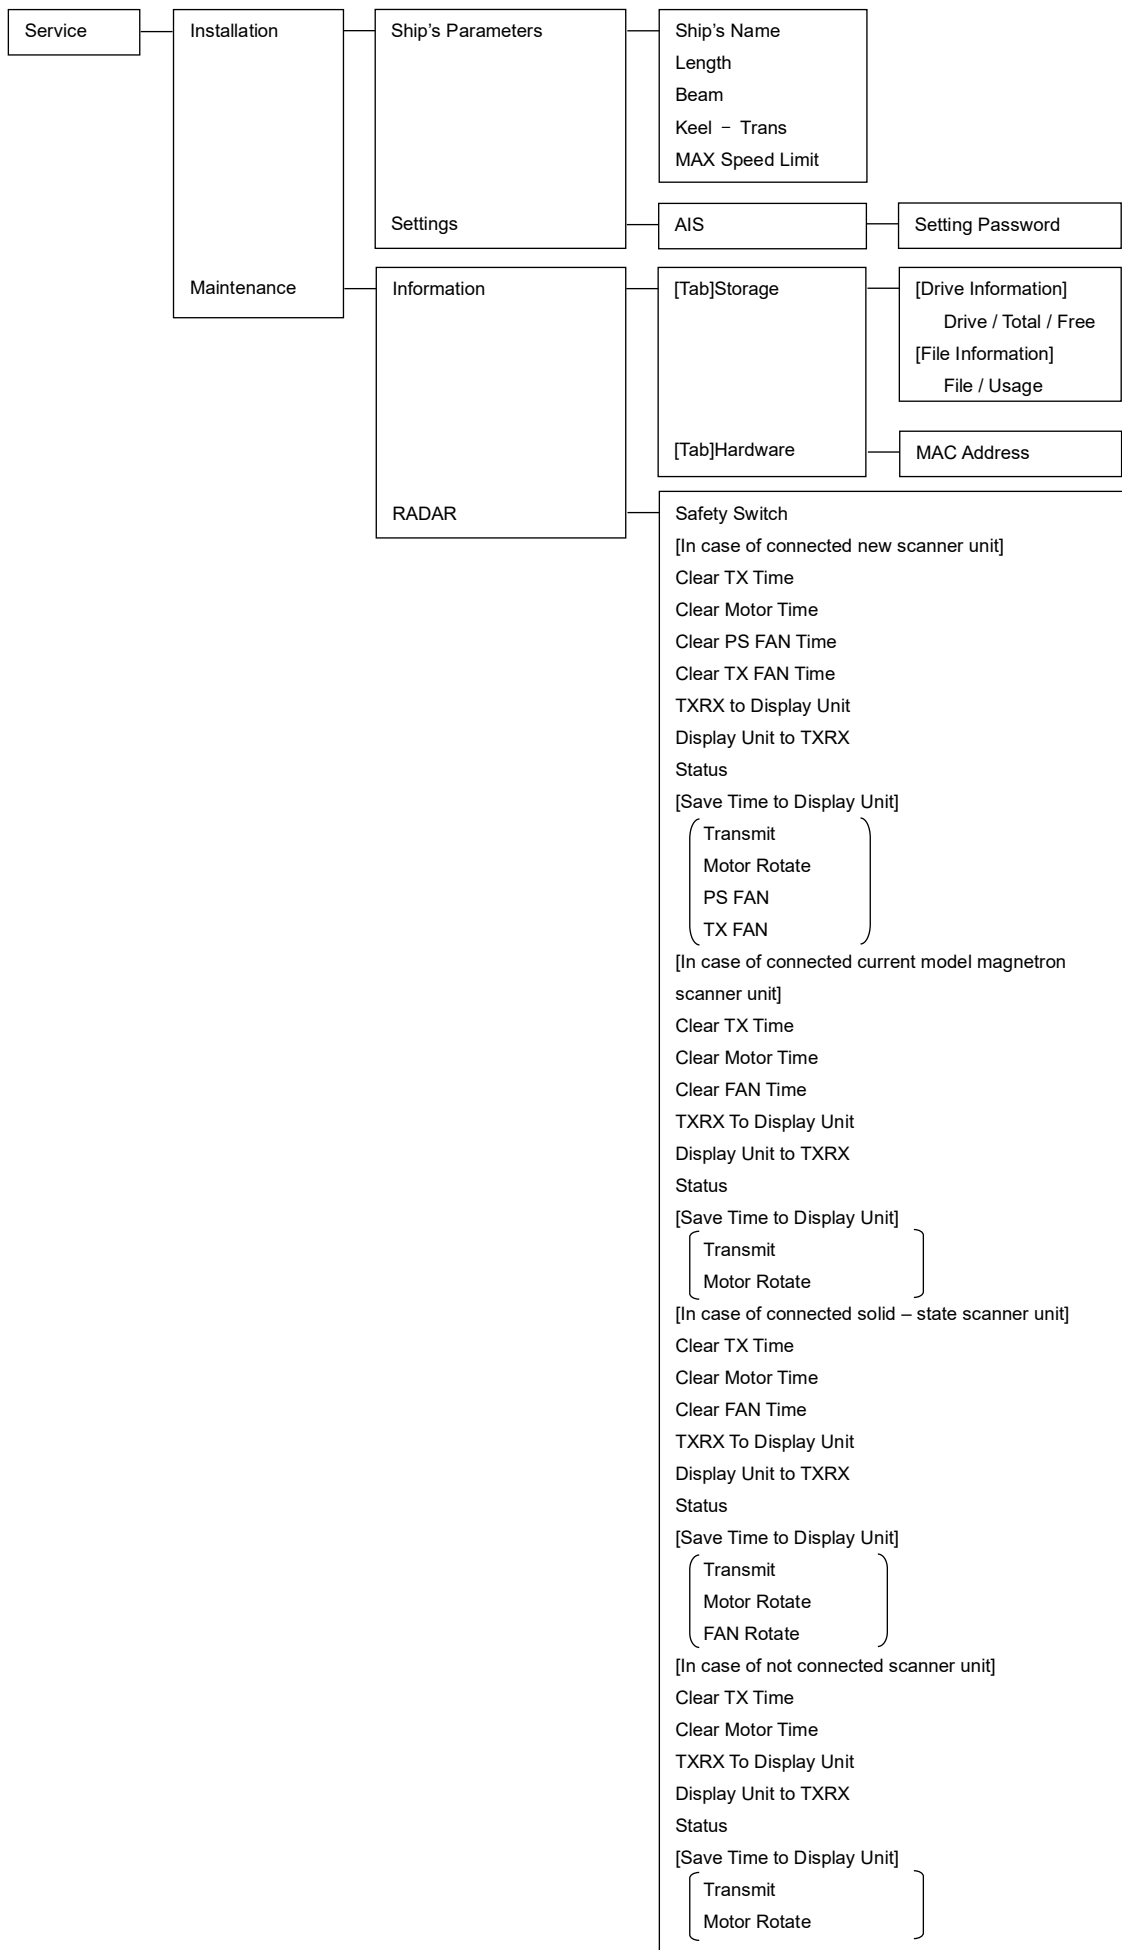 Service
Installation
Ship's Parameters
Ship's Name
Length
Beam
Keel − Trans
MAX Speed Limit
Settings
AIS
Setting Password
Maintenance
Information
[Tab]Storage
[Drive Information]
Drive / Total / Free
[File Information]
File / Usage
[Tab]Hardware
MAC Address
RADAR
Safety Switch
[In case of connected new scanner unit]
Clear TX Time
Clear Motor Time
Clear PS FAN Time
Clear TX FAN Time
TXRX to Display Unit
Display Unit to TXRX
Status
[Save Time to Display Unit]
Transmit
Motor Rotate
PS FAN
TX FAN
[In case of connected current model magnetron
scanner unit]
Clear TX Time
Clear Motor Time
Clear FAN Time
TXRX To Display Unit
Display Unit to TXRX
Status
[Save Time to Display Unit]
Transmit
Motor Rotate
[In case of connected solid – state scanner unit]
Clear TX Time
Clear Motor Time
Clear FAN Time
TXRX To Display Unit
Display Unit to TXRX
Status
[Save Time to Display Unit]
Transmit
Motor Rotate
FAN Rotate
[In case of not connected scanner unit]
Clear TX Time
Clear Motor Time
TXRX To Display Unit
Display Unit to TXRX
Status
[Save Time to Display Unit]
Transmit
Motor Rotate